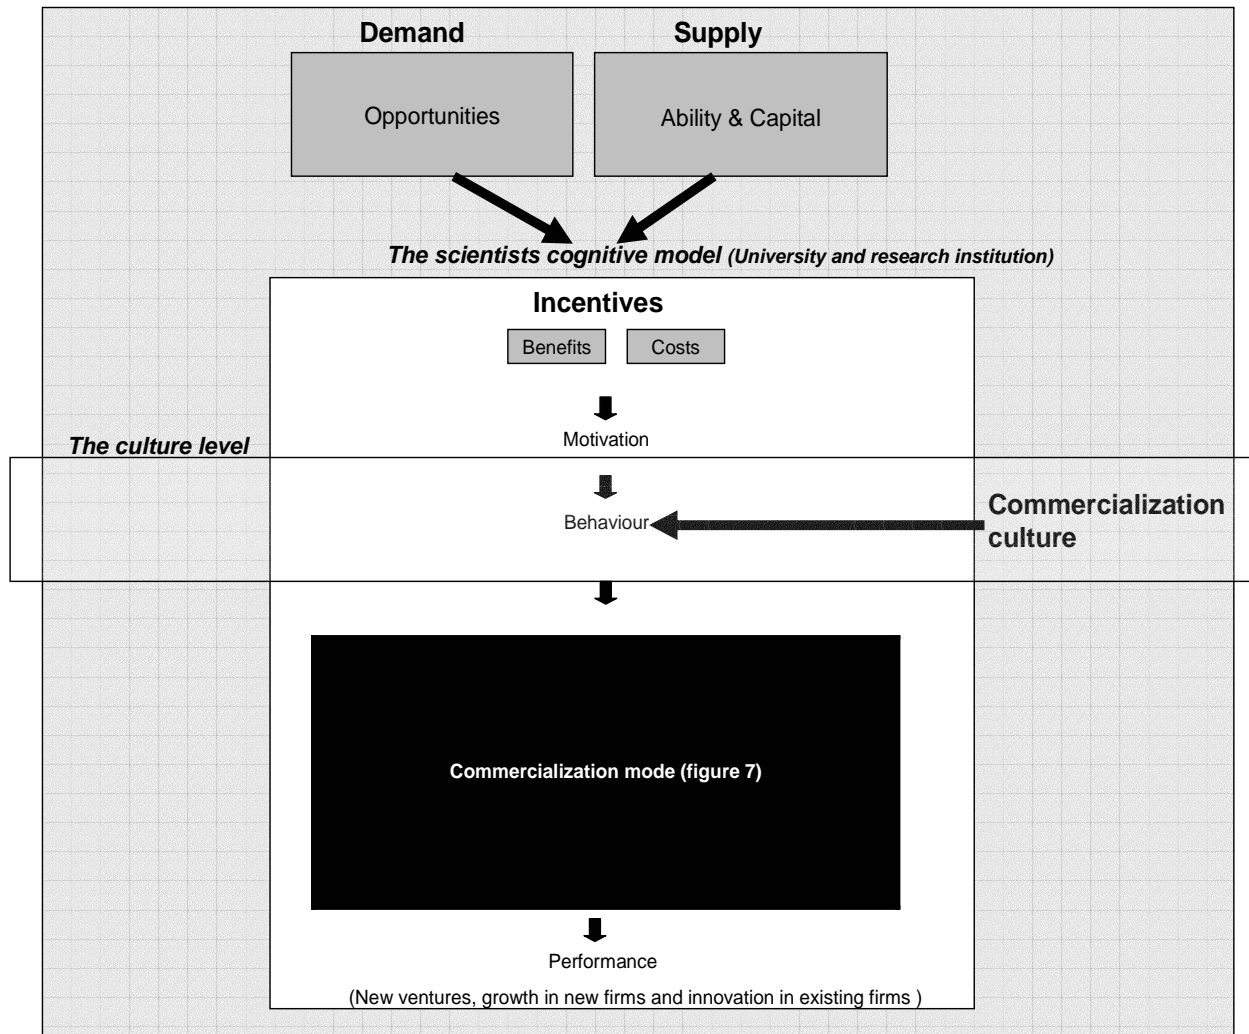 Demand
Supply
Opportunities
Ability & Capital
The scientists cognitive model (University and research institution)
Incentives
Benefits
Costs
Motivation
The culture level
Behaviour
Commercialization
culture
Commercialization mode (figure 7)
Performance
(New ventures, growth in new firms and innovation in existing firms )